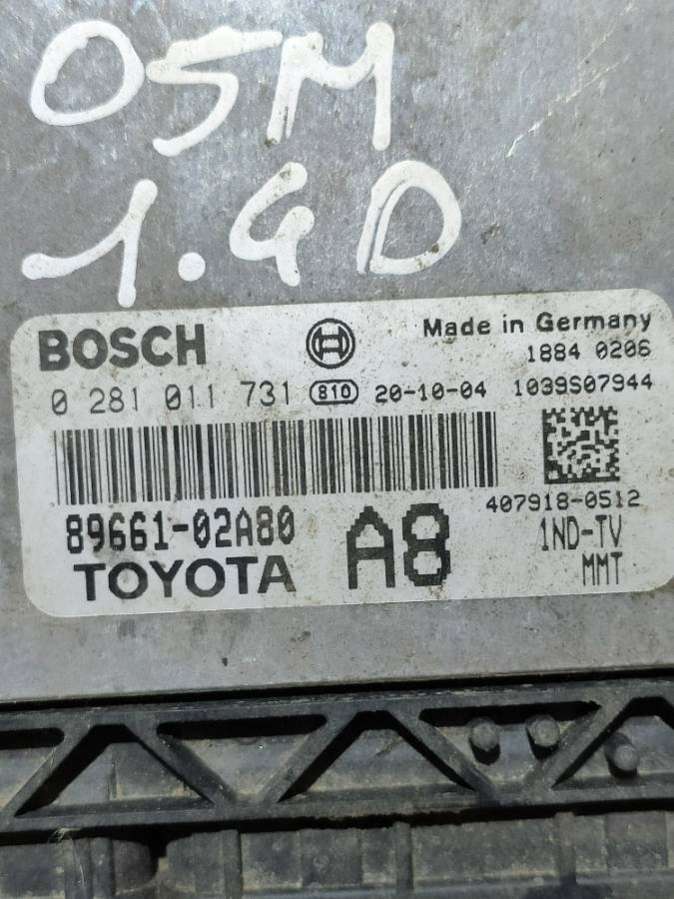 05M
1.4D
BOSCH
Made in Germany
1884 0206
0 281 011 731 810 20-10-04 1039S07944
407918-0512
89661-02A80 A8 1ND-TV
TOYOTA MMT